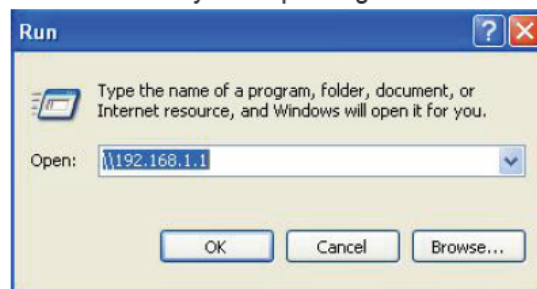 Run
Type the name of a program, folder, document, or
Internet resource, and Windows will open it for you.
Open:
\\192.168.1.1
OK
Cancel
Browse...